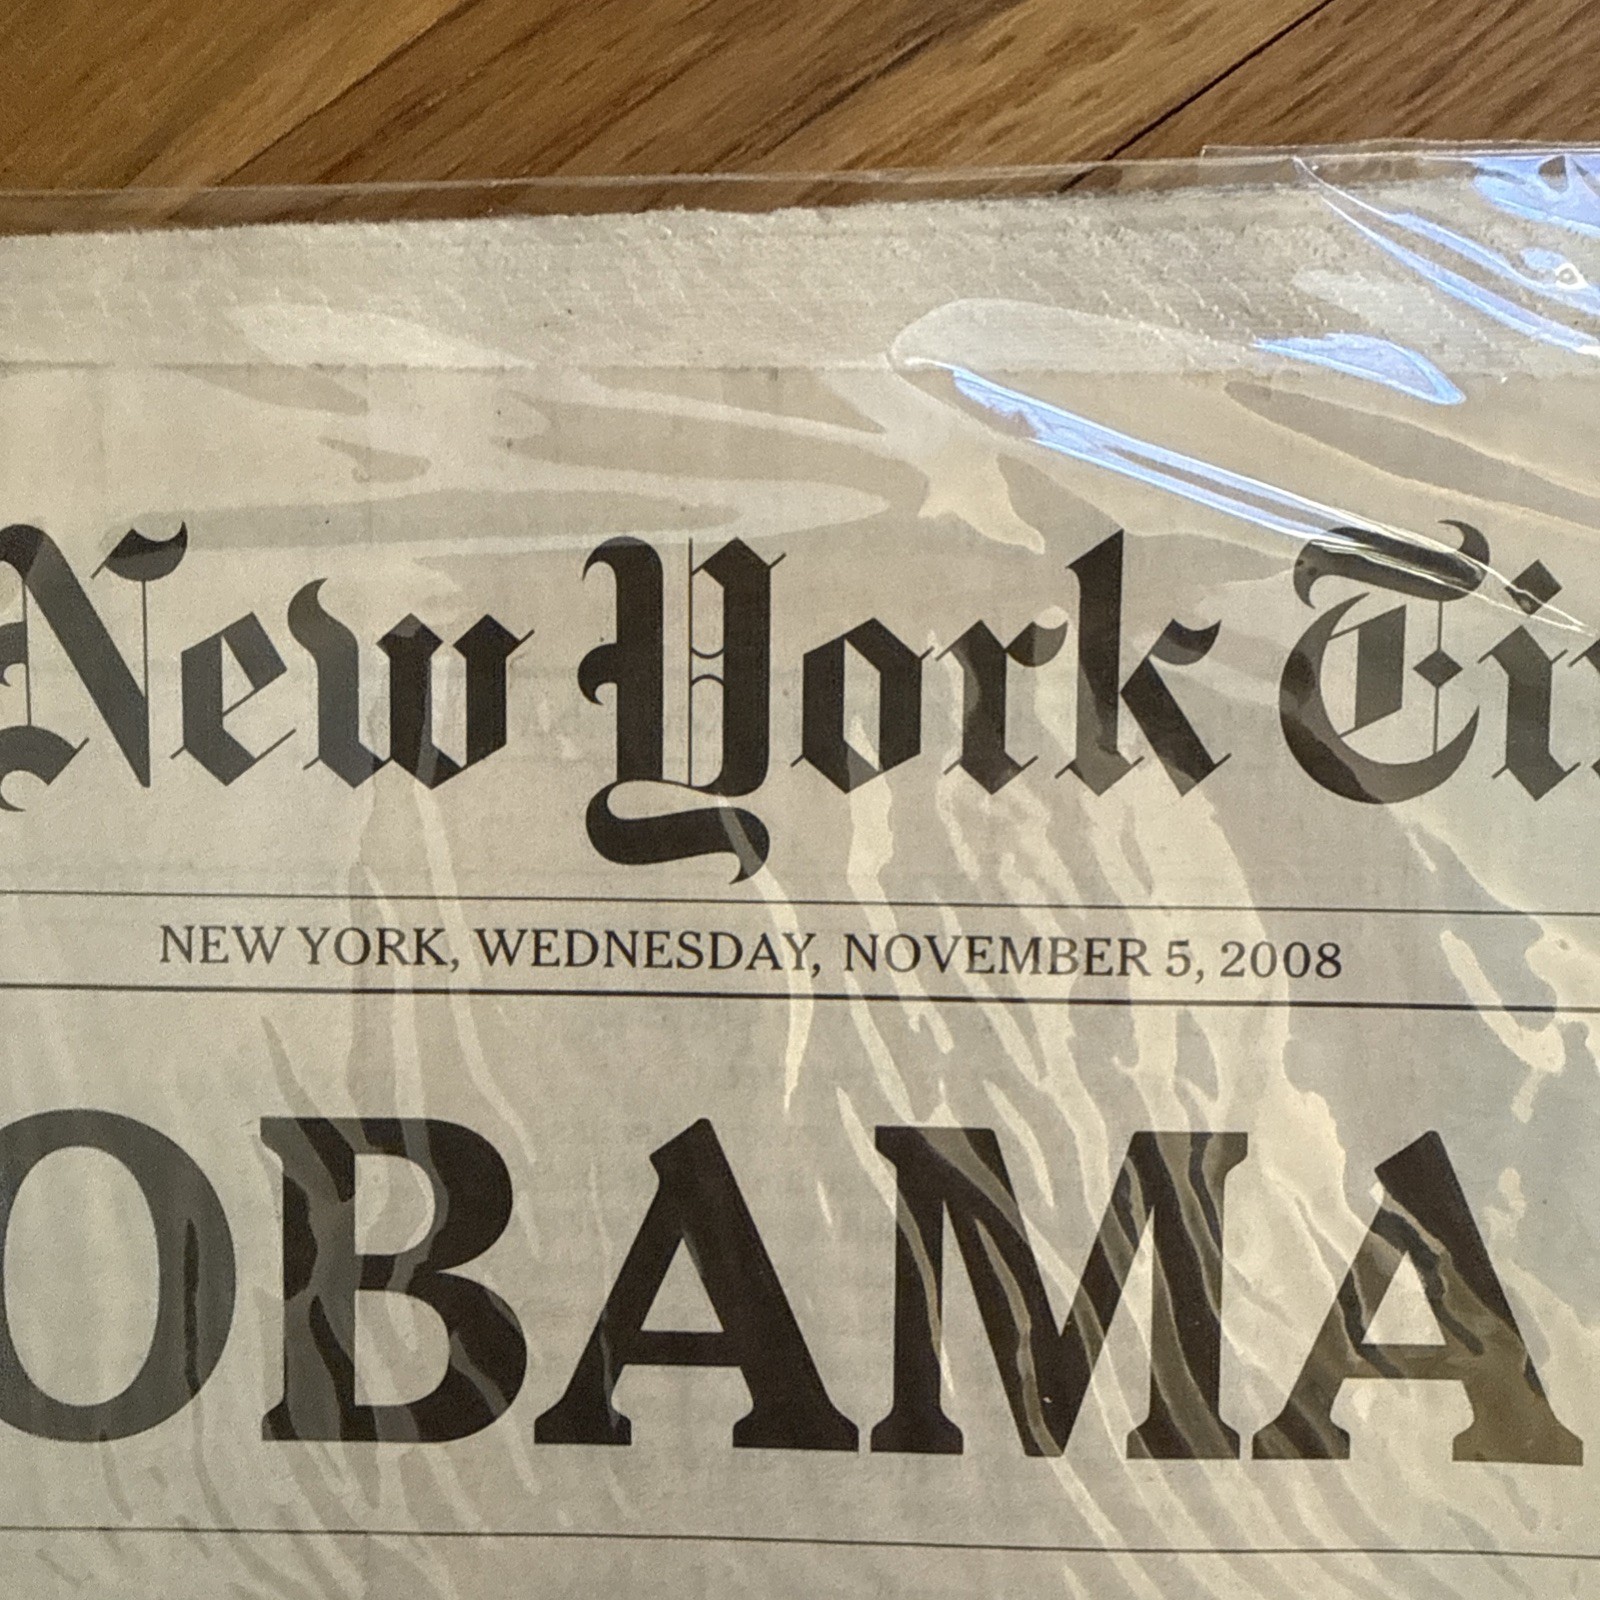 New York Ti
NEW YORK, WEDNESDAY, NOVEMBER 5, 2008
OBAMA